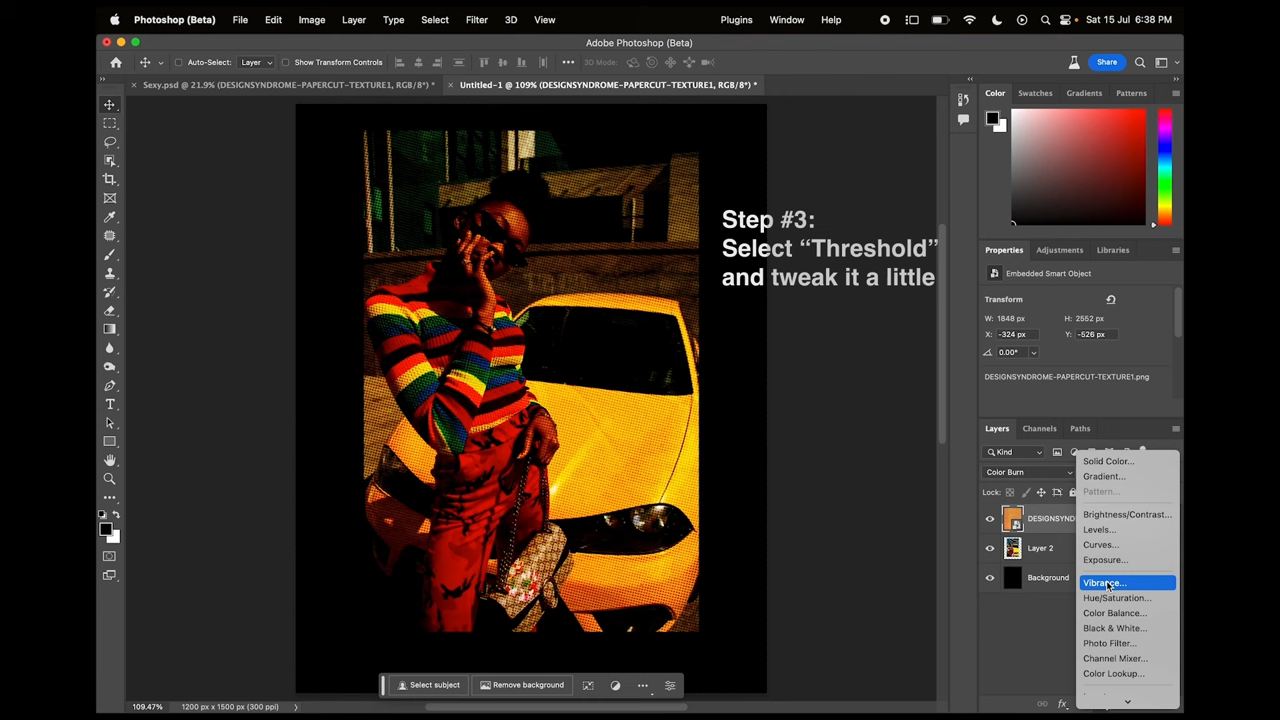 Photoshop (Beta) File Edit Image Layer Type Select Filter 3D View Plugins Window Help Sat 15 Jul 6:38 PM
Adobe Photoshop (Beta)
Auto-Select: Layer Show Transform Controls 3D Mode: Share
Sexy.psd @ 21.9% (DESIGNSYNDROME-PAPERCUT-TEXTURE1, RGB/8*) *
Untitled-1 @ 109% (DESIGNSYNDROME-PAPERCUT-TEXTURE1, RGB/8*) *
Color Swatches Gradients Patterns
Step #3:
Select “Threshold”
and tweak it a little
Properties Adjustments Libraries
Embedded Smart Object
Transform
W: 1848 px H: 2552 px
X: -324 px Y: -526 px
0.00°
DESIGNSYNDROME-PAPERCUT-TEXTURE1.png
Layers Channels Paths
Kind
Color Burn
Lock:
DESIGNSYND
Layer 2
Background
Solid Color...
Gradient...
Pattern...
Brightness/Contrast...
Levels...
Curves...
Exposure...
Vibrance...
Hue/Saturation...
Color Balance...
Black & White...
Photo Filter...
Channel Mixer...
Color Lookup...
Select subject Remove background
109.47% 1200 px x 1500 px (300 ppi)
fx